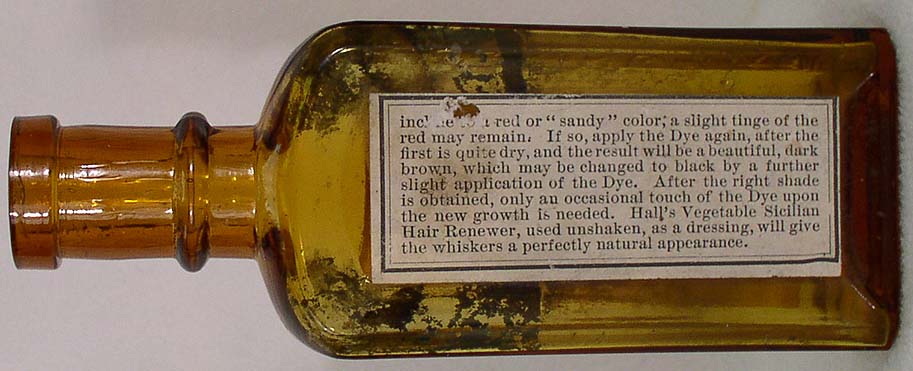 red or “sandy” color, a slight tinge of the
red may remain. If so, apply the Dye again, after the
first is quite dry, and the result will be a beautiful, dark
brown, which may be changed to black by a further
slight application of the Dye. After the right shade
is obtained, only an occasional touch of the Dye upon
the new growth is needed. Hall's Vegetable Sicilian
Hair Renewer, used unshaken, as a dressing, will give
the whiskers a perfectly natural appearance.